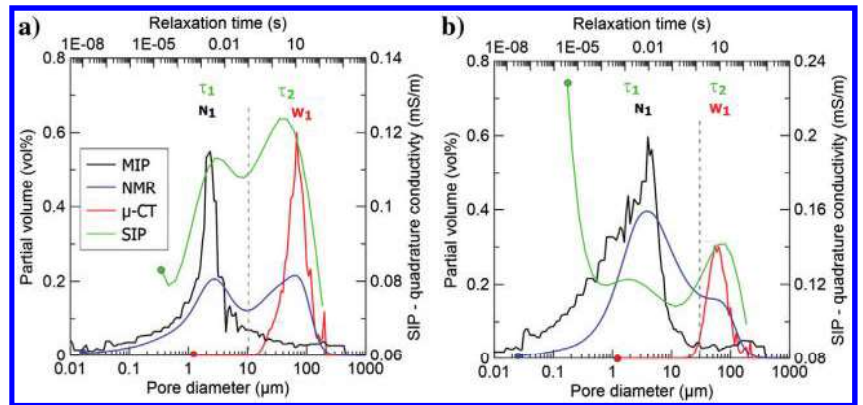 a)
Relaxation time (s)
1E-08 1E-05 0.01 10
0.8 0.6 0.4 0.2 0
Partial volume (vol%)
τ1 τ2
N1 W1
MIP
NMR
μ-CT
SIP
0.14 0.12 0.1 0.08 0.06
SIP - quadrature conductivty (mS/m)
0.01 0.1 1 10 100 1000
Pore diameter (μm)
b)
Relaxation time (s)
1E-08 1E-05 0.01 10
0.8 0.6 0.4 0.2 0
Partial volume (vol%)
τ1 τ2
N1 W1
0.24 0.2 0.16 0.12 0.08
SIP - quadrature conductivity (mS/m)
0.01 0.1 1 10 100 1000
Pore diameter (μm)